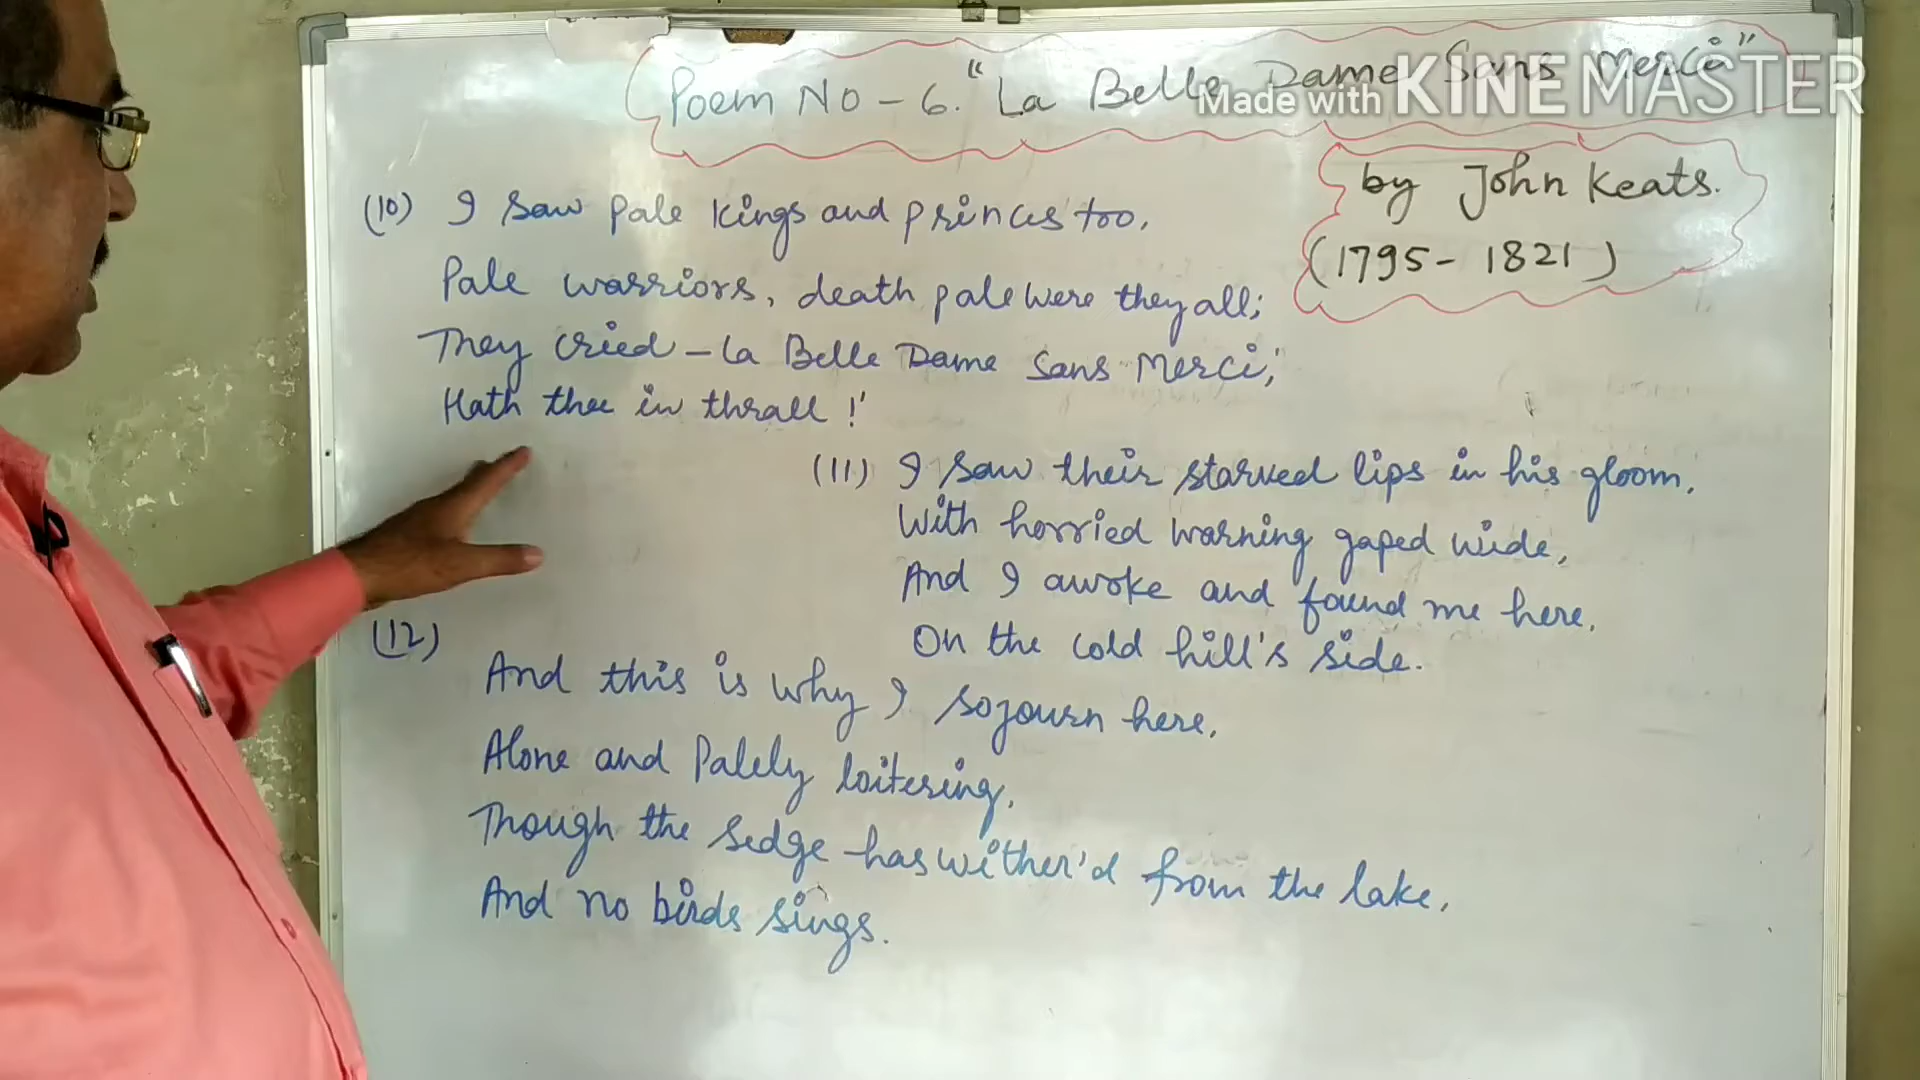 Poem No - 6. "La Belle Dame Sans Merci"
Made with KINEMASTER
by John Keats.
(1795 - 1821)
(10) I saw pale kings and princes too,
Pale warriors, death pale were they all;
They cried - La Belle Dame Sans Merci,'
Hath thee in thrall !'
(11) I saw their starved lips in his gloom,
With horried warning gaped wide,
And I awoke and found me here,
On the cold hill's side.
(12)
And this is why I sojourn here,
Alone and Palely loitering,
Though the sedge has wither'd from the lake,
And no birds sings.